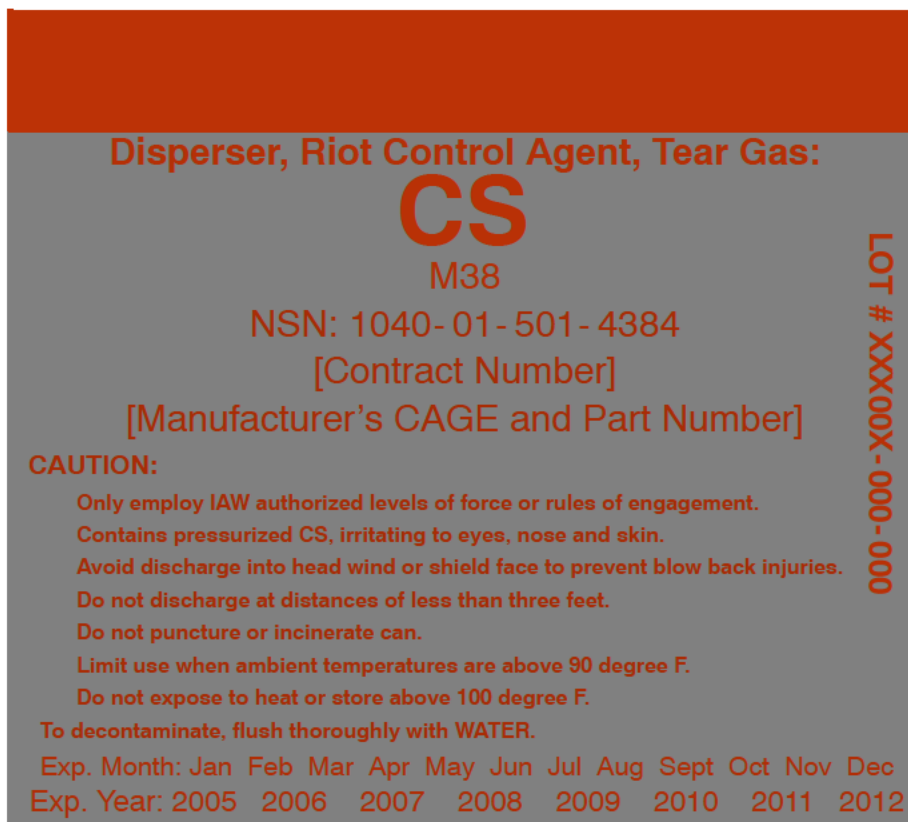 Disperser, Riot Control Agent, Tear Gas:
CS
M38
NSN: 1040-01-501-4384
[Contract Number]
[Manufacturer's CAGE and Part Number]
LOT # XXX00X-000-000
CAUTION:
Only employ IAW authorized levels of force or rules of engagement.
Contains pressurized CS, irritating to eyes, nose and skin.
Avoid discharge into head wind or shield face to prevent blow back injuries.
Do not discharge at distances of less than three feet.
Do not puncture or incinerate can.
Limit use when ambient temperatures are above 90 degree F.
Do not expose to heat or store above 100 degree F.
To decontaminate, flush thoroughly with WATER.
Exp. Month: Jan Feb Mar Apr May Jun Jul Aug Sept Oct Nov Dec
Exp. Year: 2005 2006 2007 2008 2009 2010 2011 2012